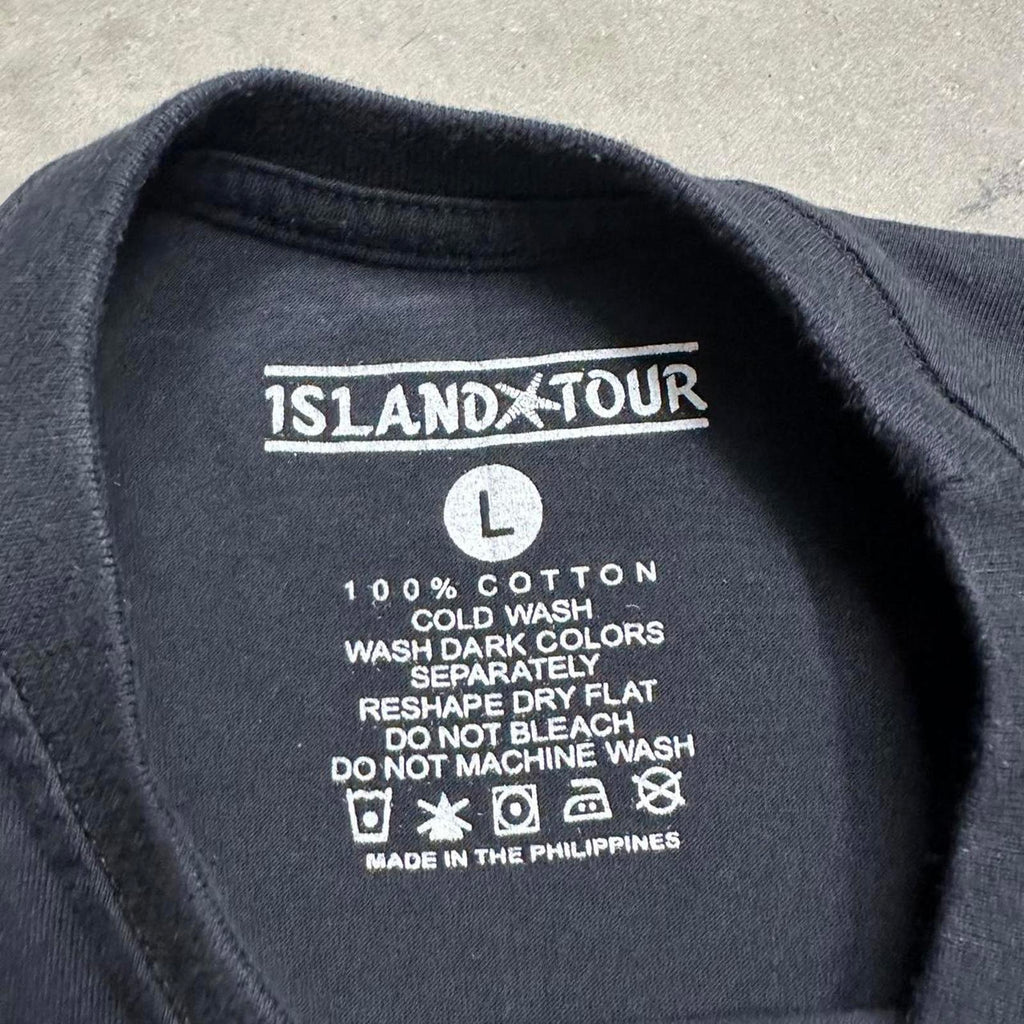 ISLAND TOUR
L
100% COTTON
COLD WASH
WASH DARK COLORS
SEPARATELY
RESHAPE DRY FLAT
DO NOT BLEACH
DO NOT MACHINE WASH
MADE IN THE PHILIPPINES